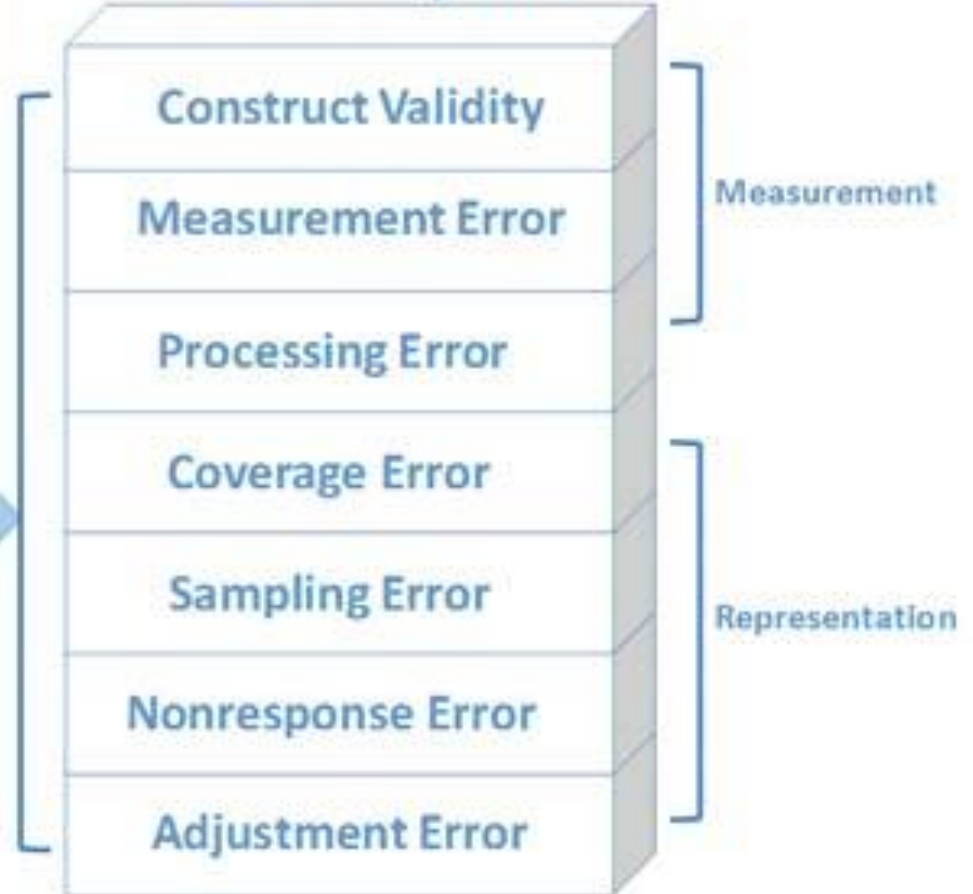 Construct Validity
Measurement Error
Processing Error
Measurement
Coverage Error
Sampling Error
Nonresponse Error
Adjustment Error
Representation